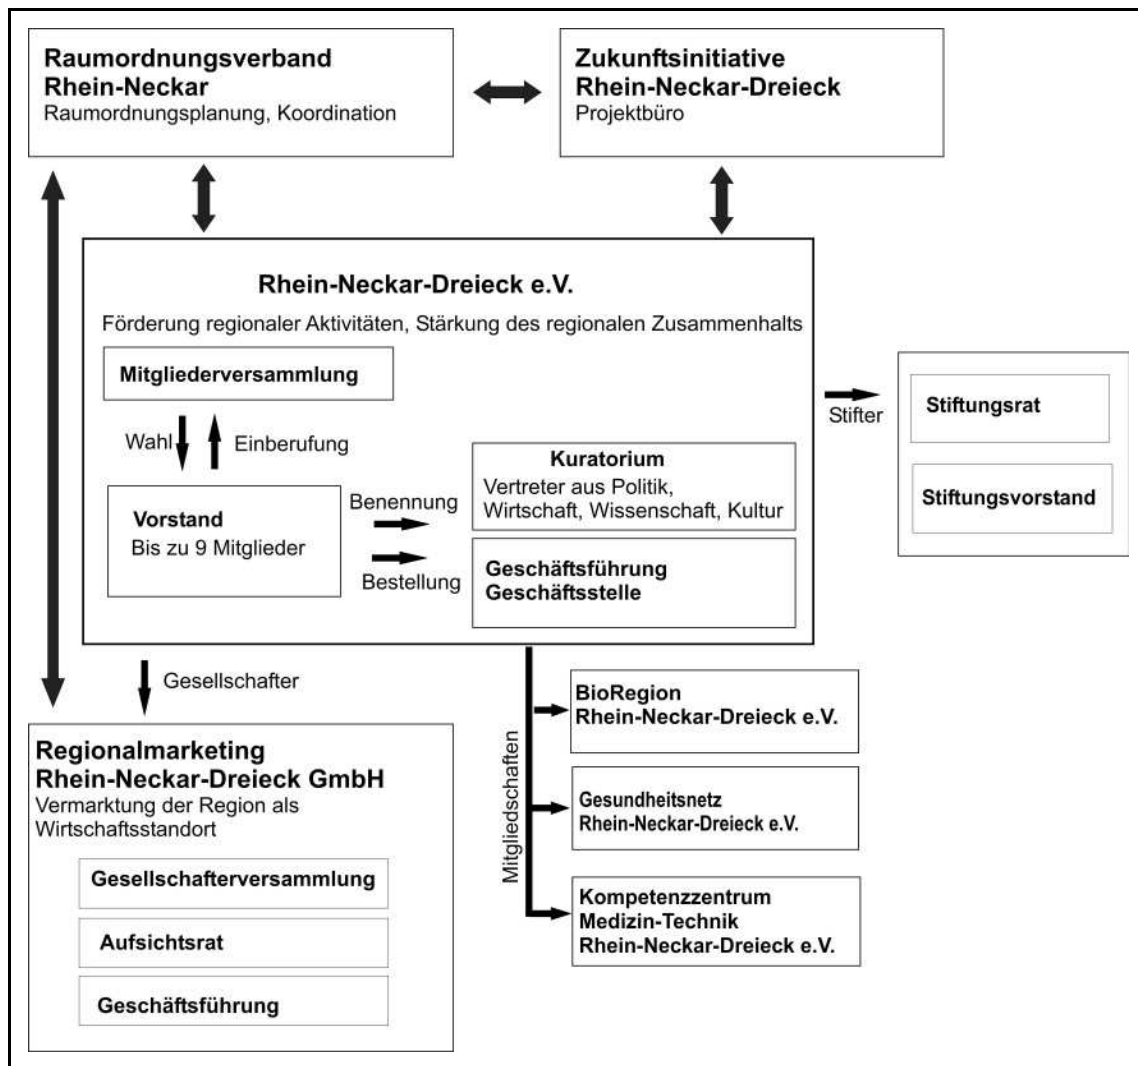 Raumordnungsverband
Rhein-Neckar
Raumordnungsplanung, Koordination
Zukunftsinitiative
Rhein-Neckar-Dreieck
Projektbüro
Rhein-Neckar-Dreieck e.V.
Förderung regionaler Aktivitäten, Stärkung des regionalen Zusammenhalts
Mitgliederversammlung
Wahl
Einberufung
Vorstand
Bis zu 9 Mitglieder
Benennung
Bestellung
Kuratorium
Vertreter aus Politik,
Wirtschaft, Wissenschaft, Kultur
Geschäftsführung
Geschäftsstelle
Stifter
Stiftungsrat
Stiftungsvorstand
Gesellschafter
Regionalmarketing
Rhein-Neckar-Dreieck GmbH
Vermarktung der Region als
Wirtschaftsstandort
Gesellschafterversammlung
Aufsichtsrat
Geschäftsführung
Mitgliedschaften
BioRegion
Rhein-Neckar-Dreieck e.V.
Gesundheitsnetz
Rhein-Neckar-Dreieck e.V.
Kompetenzzentrum
Medizin-Technik
Rhein-Neckar-Dreieck e.V.